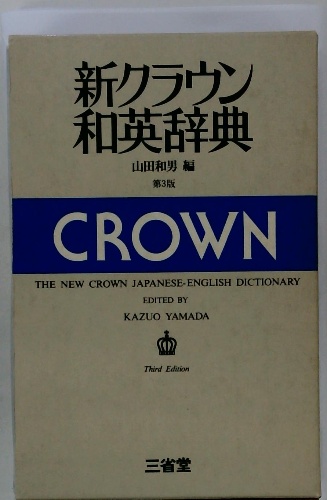 新クラウン
和英辞典
山田和男 編
第3版
CROWN
THE NEW CROWN JAPANESE-ENGLISH DICTIONARY
EDITED BY
KAZUO YAMADA
Third Edition
三省堂